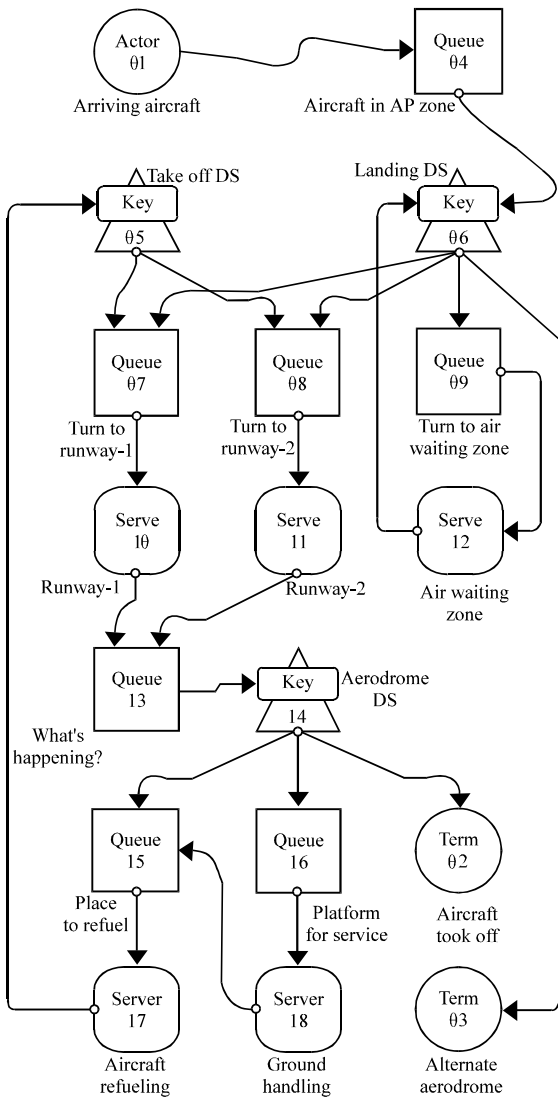 Actor
θ1
Arriving aircraft
Queue
θ4
Aircraft in AP zone
Take off DS
Key
θ5
Landing DS
Key
θ6
Queue
θ7
Turn to
runway-1
Queue
θ8
Turn to
runway-2
Queue
θ9
Turn to air
waiting zone
Serve
1θ
Runway-1
Serve
11
Runway-2
Serve
12
Air waiting
zone
Queue
13
What's
happening?
Key
14
Aerodrome
DS
Queue
15
Place
to refuel
Queue
16
Platform
for service
Term
θ2
Aircraft
took off
Server
17
Aircraft
refueling
Server
18
Ground
handling
Term
θ3
Alternate
aerodrome